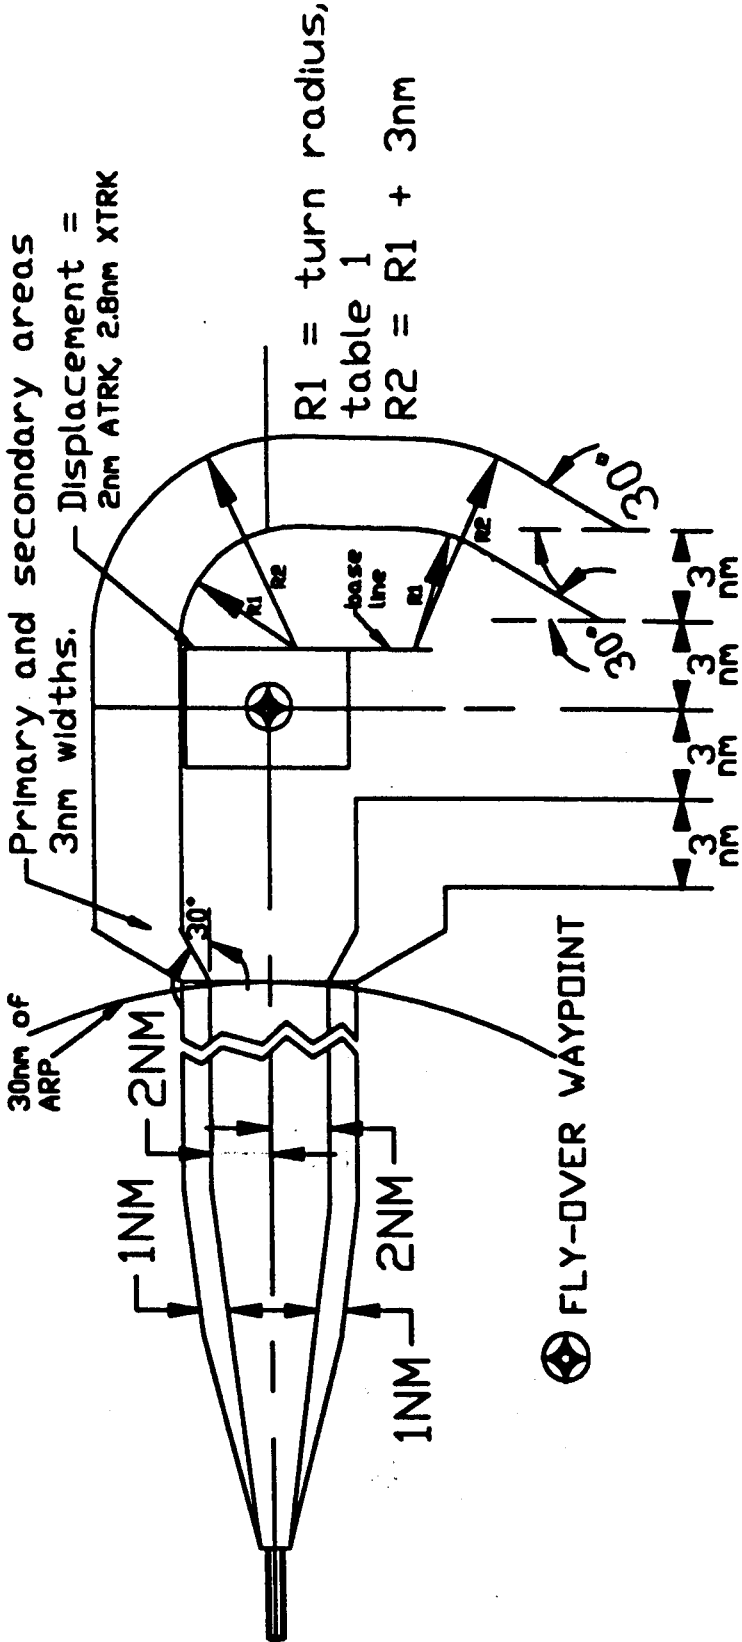 Primary and secondary areas
3nm widths.
Displacement =
2nm ATRK, 2.8nm XTRK
30nm of
ARP
30°
1NM
2NM
2NM
1NM
R1
R2
base
line
R1
R2
R1 = turn radius,
table 1
R2 = R1 + 3nm
30°
30°
3
nm
3
nm
3
nm
3
nm
FLY-OVER WAYPOINT